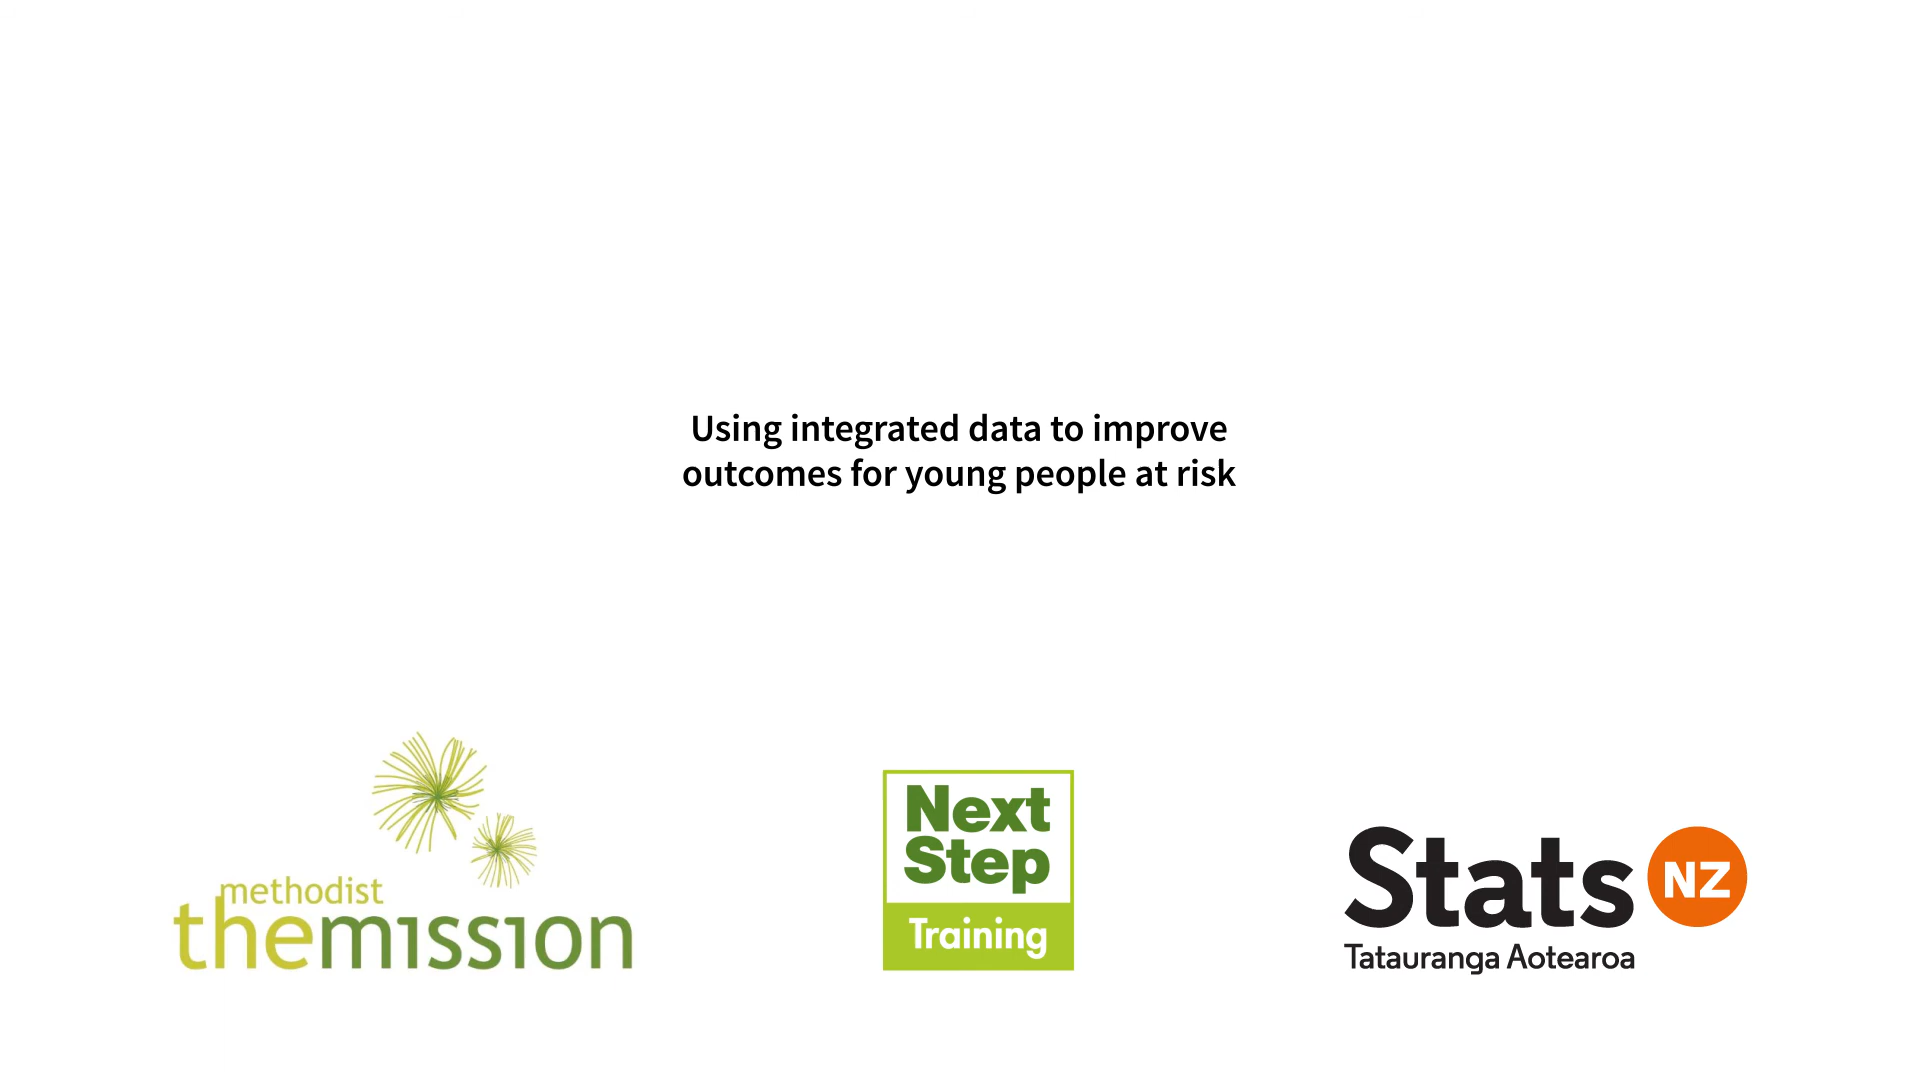 Using integrated data to improve
outcomes for young people at risk
methodist
themission
Next
Step
Training
Stats NZ
Tatauranga Aotearoa